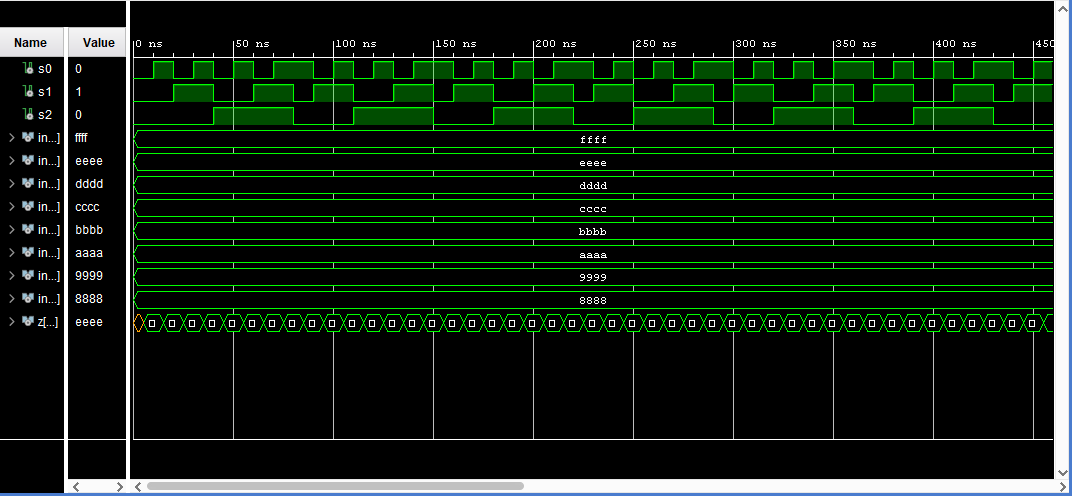 Name Value
0 ns 50 ns 100 ns 150 ns 200 ns 250 ns 300 ns 350 ns 400 ns 450
s0 0
s1 1
s2 0
in...] ffff ffff
in...] eeee eeee
in...] dddd dddd
in...] cccc cccc
in...] bbbb bbbb
in...] aaaa aaaa
in...] 9999 9999
in...] 8888 8888
z[...] eeee